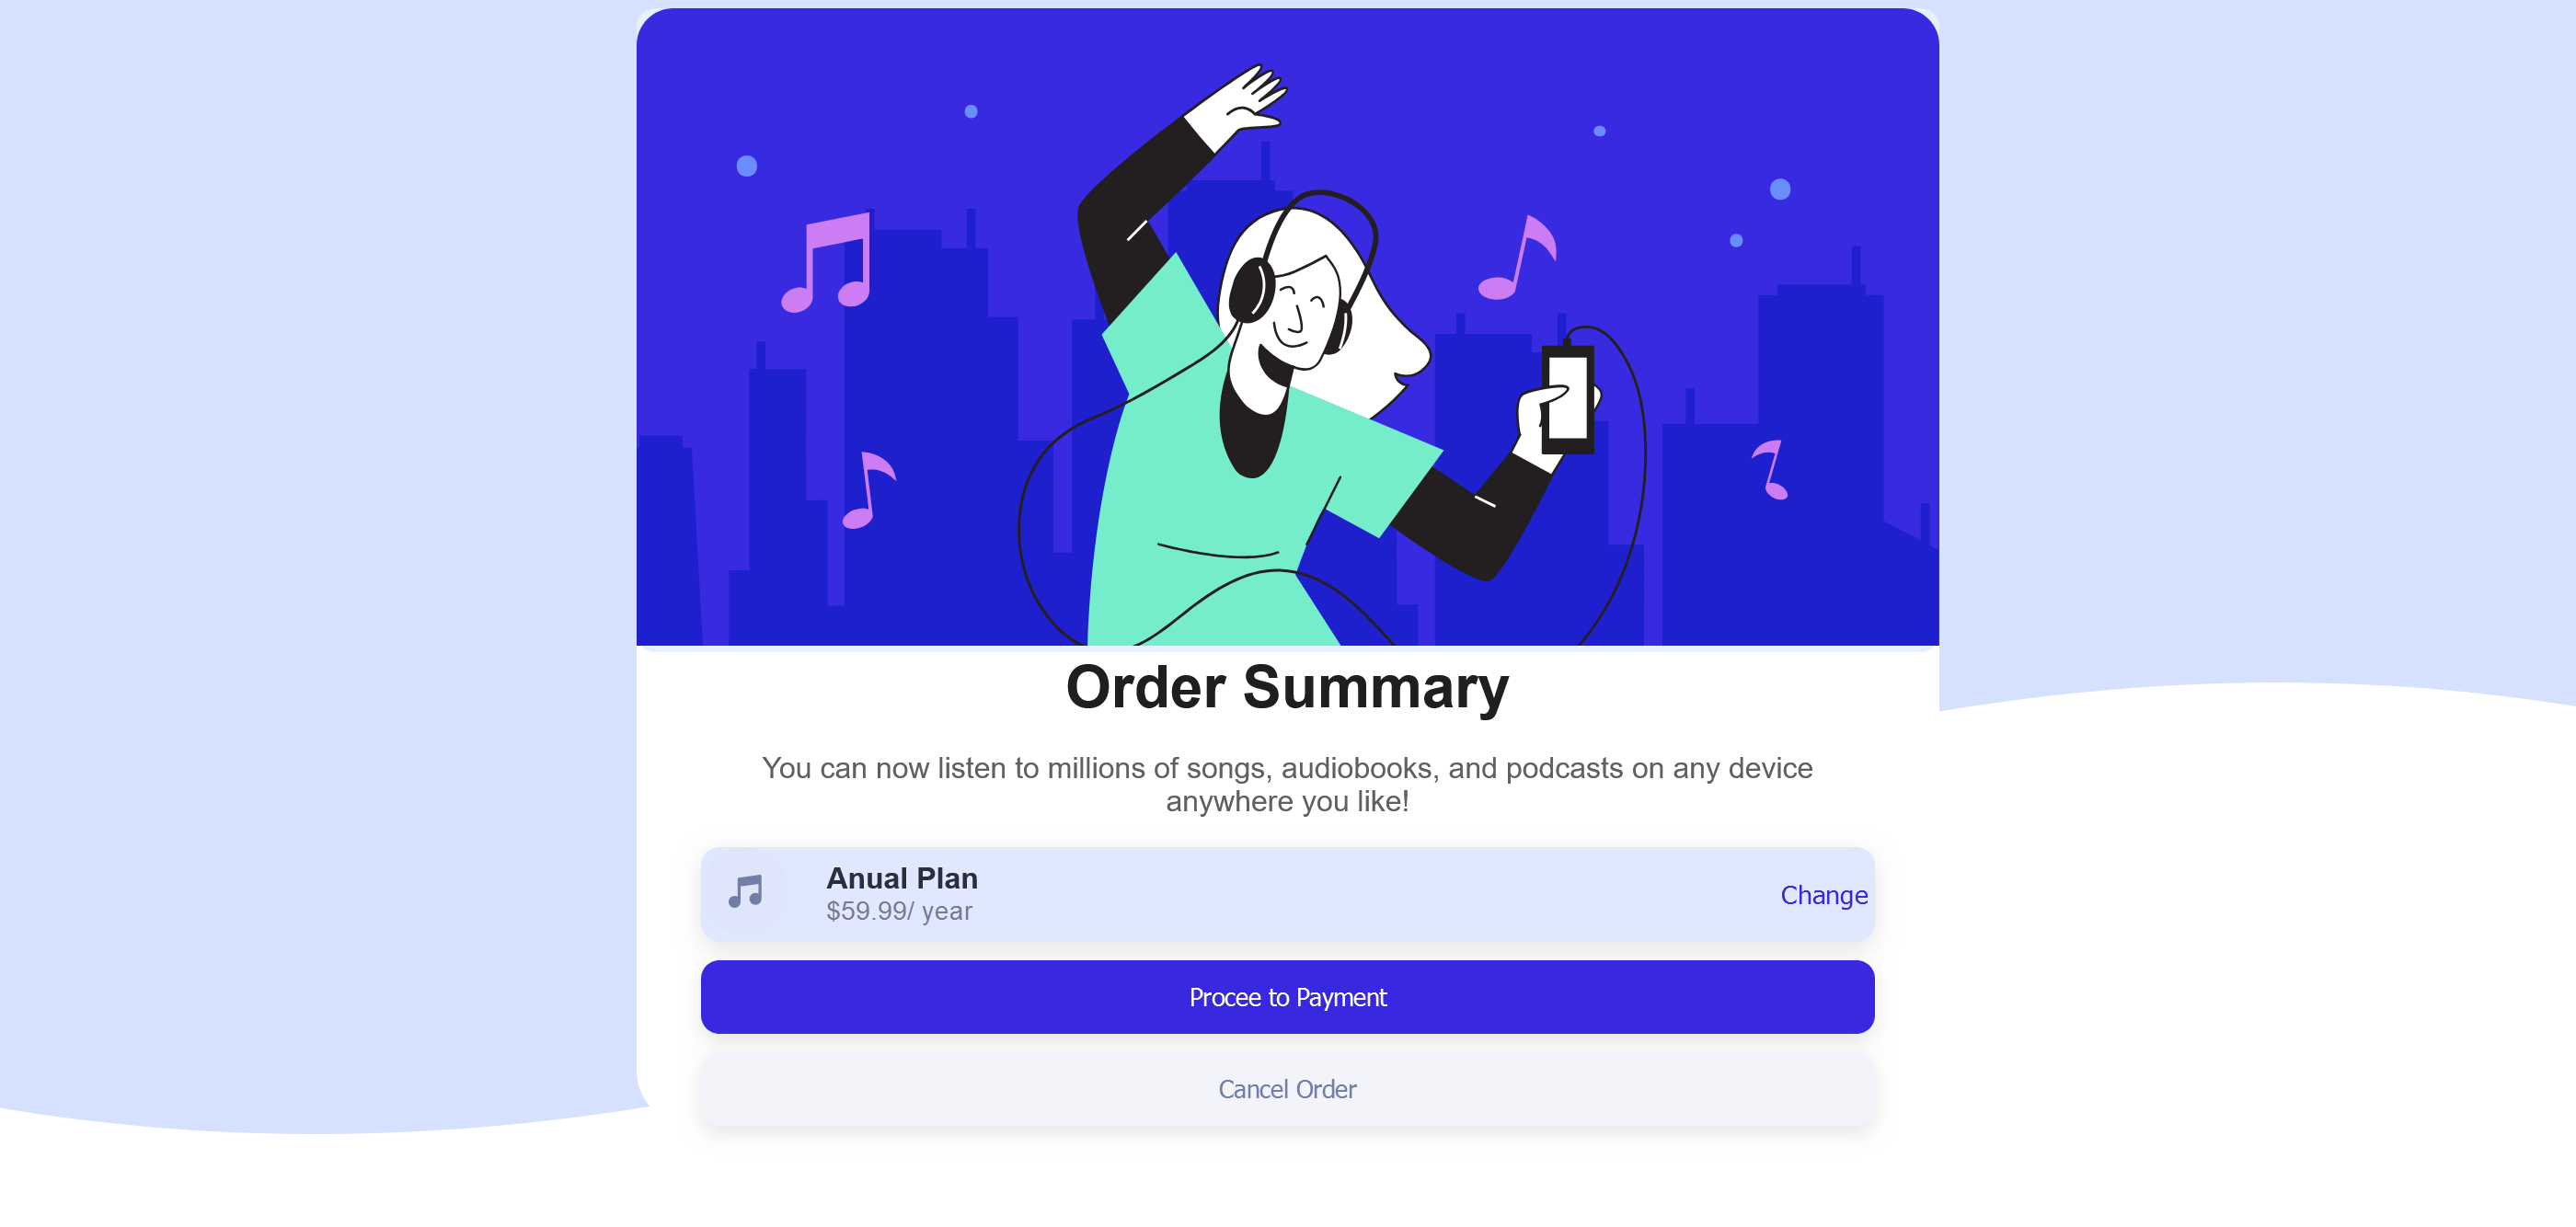 Order Summary
You can now listen to millions of songs, audiobooks, and podcasts on any device
anywhere you like!
Anual Plan
$59.99/ year
Change
Procee to Payment
Cancel Order